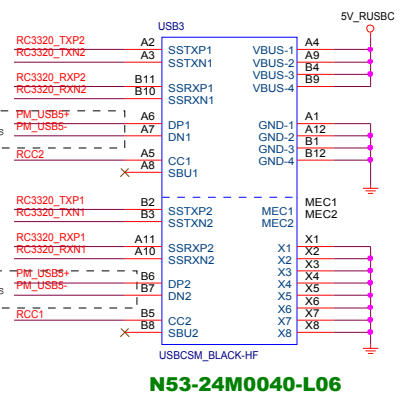 5V_RUSBC
USB3
RC3320_TXP2 A2 SSTXP1 VBUS-1 A4
RC3320_TXN2 A3 SSTXN1 VBUS-2 A9
VBUS-3 B4
RC3320_RXP2 B11 SSRXP1 VBUS-4 B9
RC3320_RXN2 B10 SSRXN1
PM_USB5+ A6 DP1 GND-1 A1
s PM_USB5- A7 DN1 GND-2 A12
GND-3 B1
RCC2 A5 CC1 GND-4 B12
A8 SBU1
RC3320_TXP1 B2 SSTXP2 MEC1 MEC1
RC3320_TXN1 B3 SSTXN2 MEC2 MEC2
RC3320_RXP1 A11 SSRXP2 X1 X1
RC3320_RXN1 A10 SSRXN2 X2 X2
X3 X3
PM_USB5+ B6 DP2 X4 X4
s PM_USB5- B7 DN2 X5 X5
X6 X6
RCC1 B5 CC2 X7 X7
B8 SBU2 X8 X8
USBCSM_BLACK-HF
N53-24M0040-L06